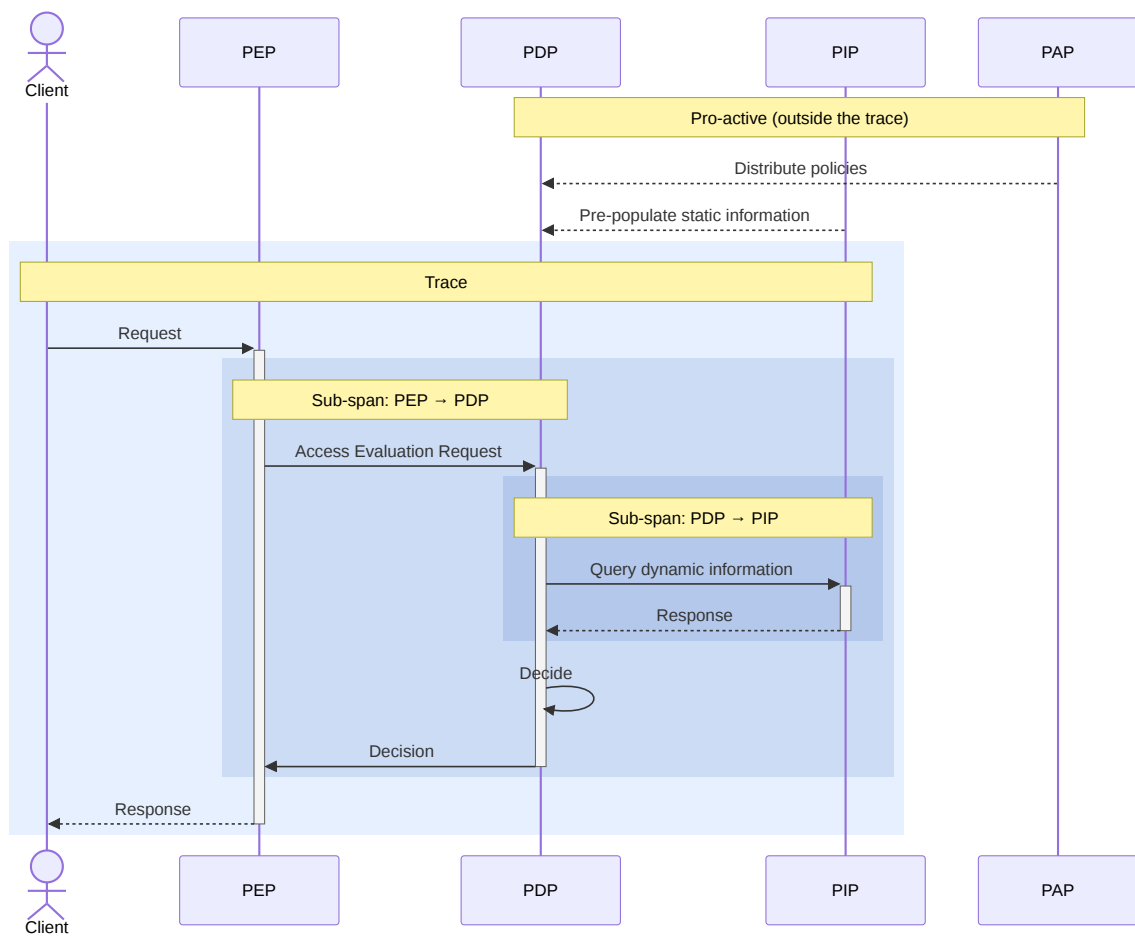 PEP
PDP
PIP
PAP
Client
Pro-active (outside the trace)
Distribute policies
Pre-populate static information
Trace
Request
Sub-span: PEP → PDP
Access Evaluation Request
Sub-span: PDP → PIP
Query dynamic information
Response
Decide
Decision
Response
PEP
PDP
PIP
PAP
Client